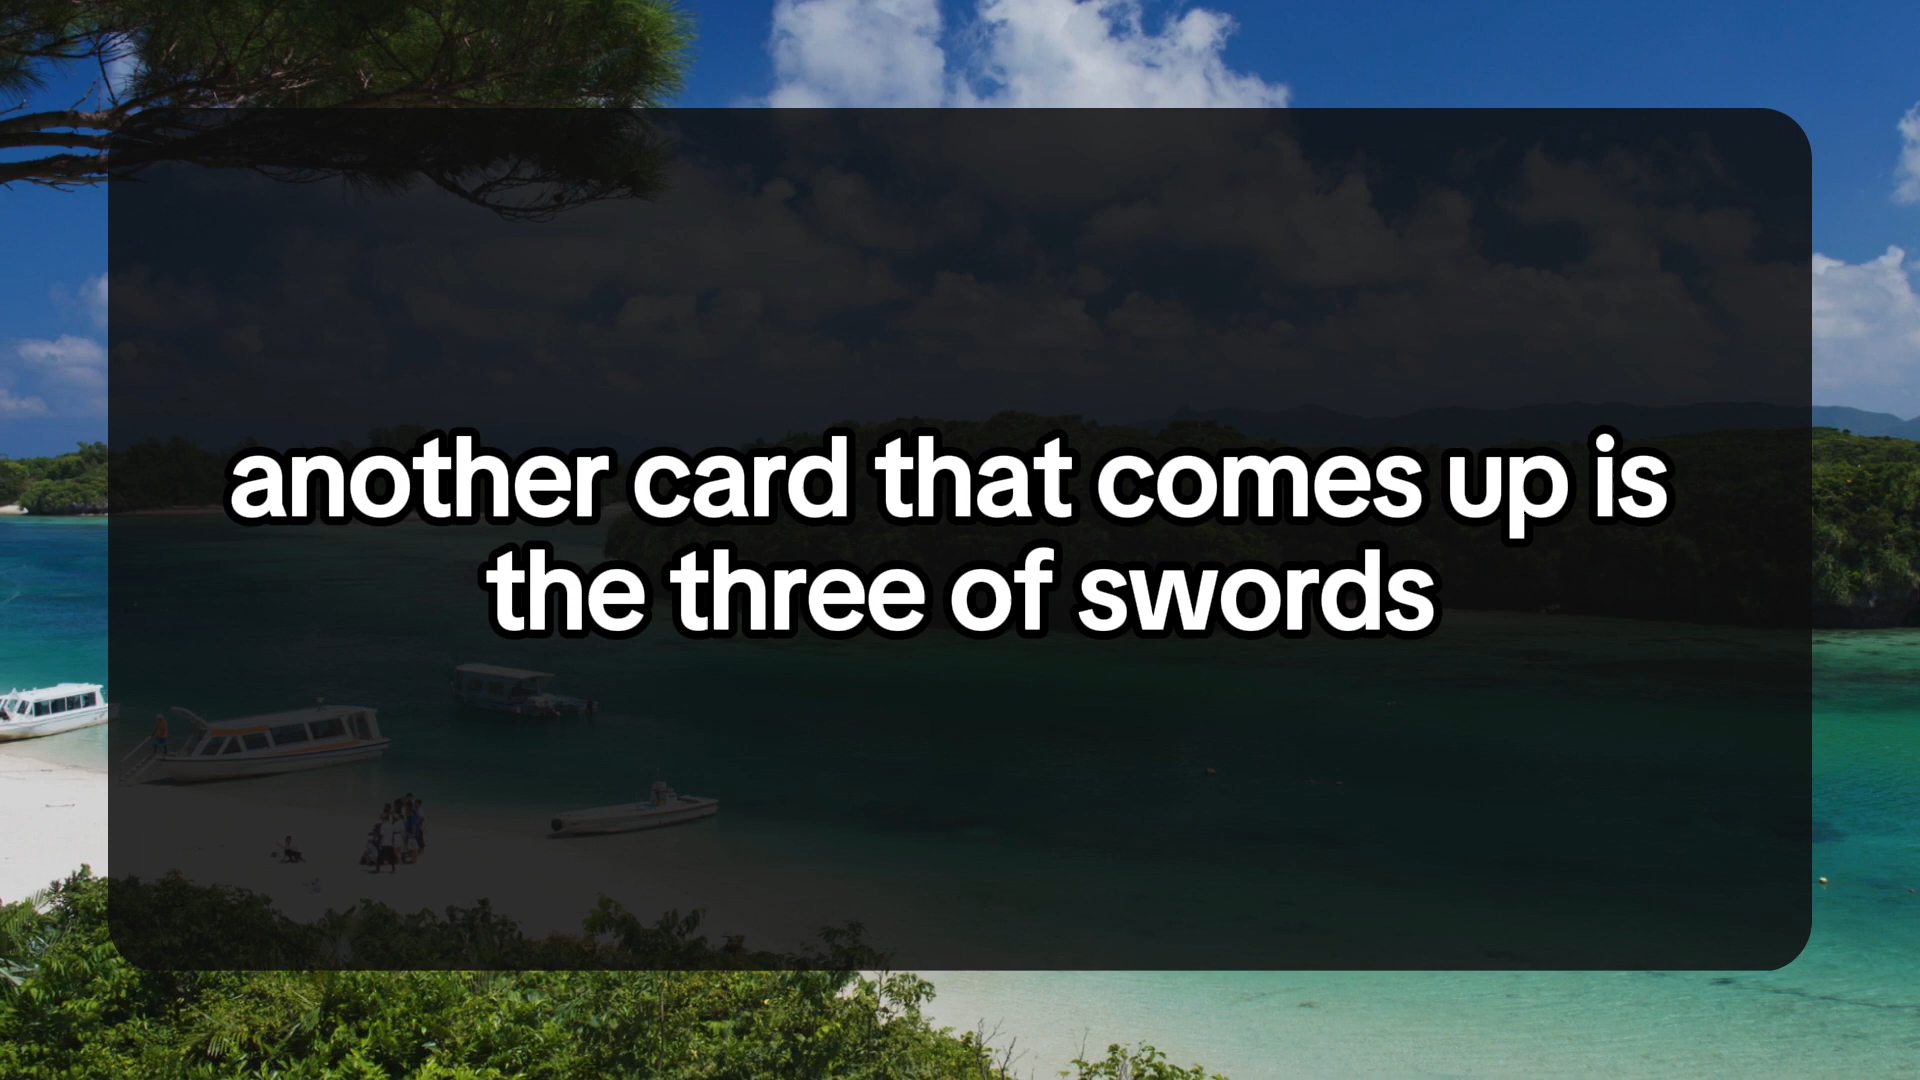 another card that comes up is
the three of swords